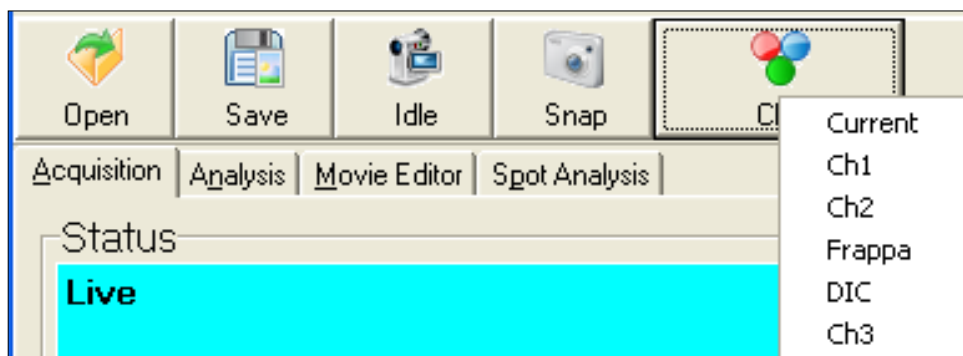 Open Save Idle Snap
Current
Ch1
Acquisition Analysis Movie Editor Spot Analysis
Ch2
Status
Frappa
Live
DIC
Ch3